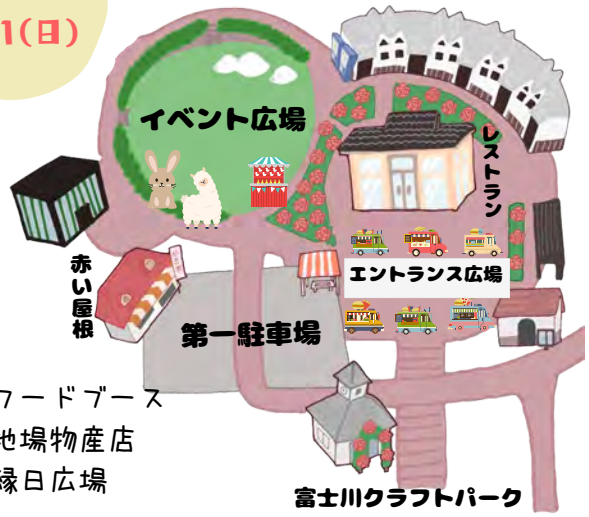 1(日)
イベント広場
レストラン
エントランス広場
赤い屋根
第一駐車場
フードブース
地場物産店
縁日広場
富士川クラフトパーク